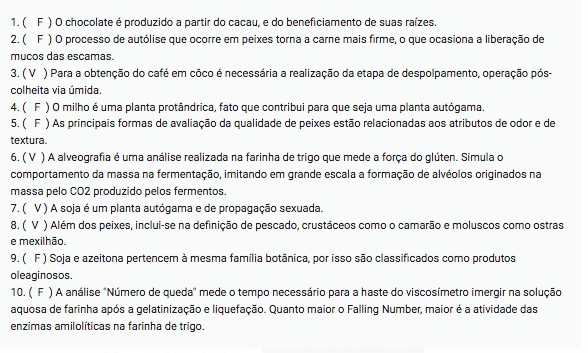 1. (   F  ) O chocolate é produzido a partir do cacau, e do beneficiamento de suas raízes.
2. (   F  ) O processo de autólise que ocorre em peixes torna a carne mais firme, o que ocasiona a liberação de
mucos das escamas.
3. ( V   ) Para a obtenção do café em côco é necessária a realização da etapa de despolpamento, operação pós-
colheita via úmida.
4. (  F  ) O milho é uma planta protândrica, fato que contribui para que seja uma planta autógama.
5. (   F  ) As principais formas de avaliação da qualidade de peixes estão relacionadas aos atributos de odor e de
textura.
6. ( V  ) A alveografia é uma análise realizada na farinha de trigo que mede a força do glúten. Simula o
comportamento da massa na fermentação, imitando em grande escala a formação de alvéolos originados na
massa pelo CO2 produzido pelos fermentos.
7. (   V ) A soja é um planta autógama e de propagação sexuada.
8. (  V  ) Além dos peixes, inclui-se na definição de pescado, crustáceos como o camarão e moluscos como ostras
e mexilhão.
9. (   F ) Soja e azeitona pertencem à mesma família botânica, por isso são classificados como produtos
oleaginosos.
10. (  F  ) A análise "Número de queda" mede o tempo necessário para a haste do viscosímetro imergir na solução
aquosa de farinha após a gelatinização e liquefação. Quanto maior o Falling Number, maior é a atividade das
enzimas amilolíticas na farinha de trigo.